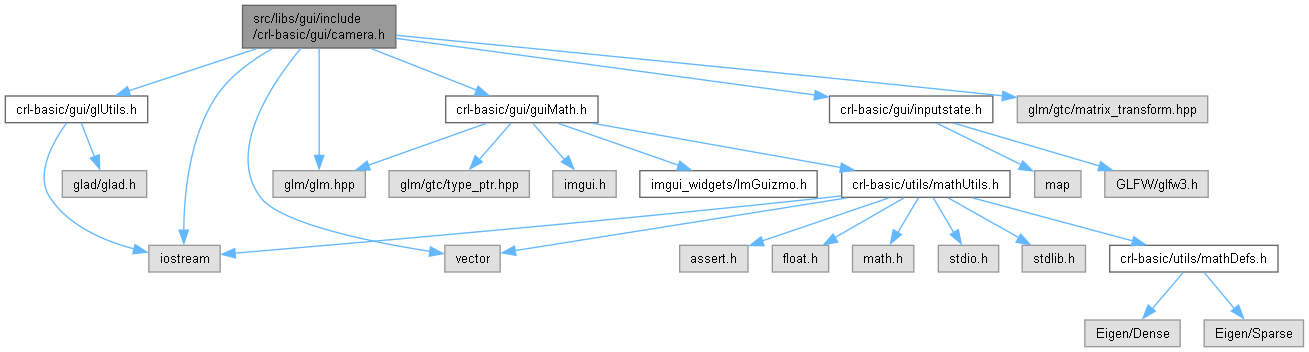 src/libs/gui/include
/crl-basic/gui/camera.h
crl-basic/gui/glUtils.h
crl-basic/gui/guiMath.h
crl-basic/gui/inputstate.h
glm/gtc/matrix_transform.hpp
glad/glad.h
glm/glm.hpp
glm/gtc/type_ptr.hpp
imgui.h
imgui_widgets/ImGuizmo.h
crl-basic/utils/mathUtils.h
map
GLFW/glfw3.h
iostream
vector
assert.h
float.h
math.h
stdio.h
stdlib.h
crl-basic/utils/mathDefs.h
Eigen/Dense
Eigen/Sparse